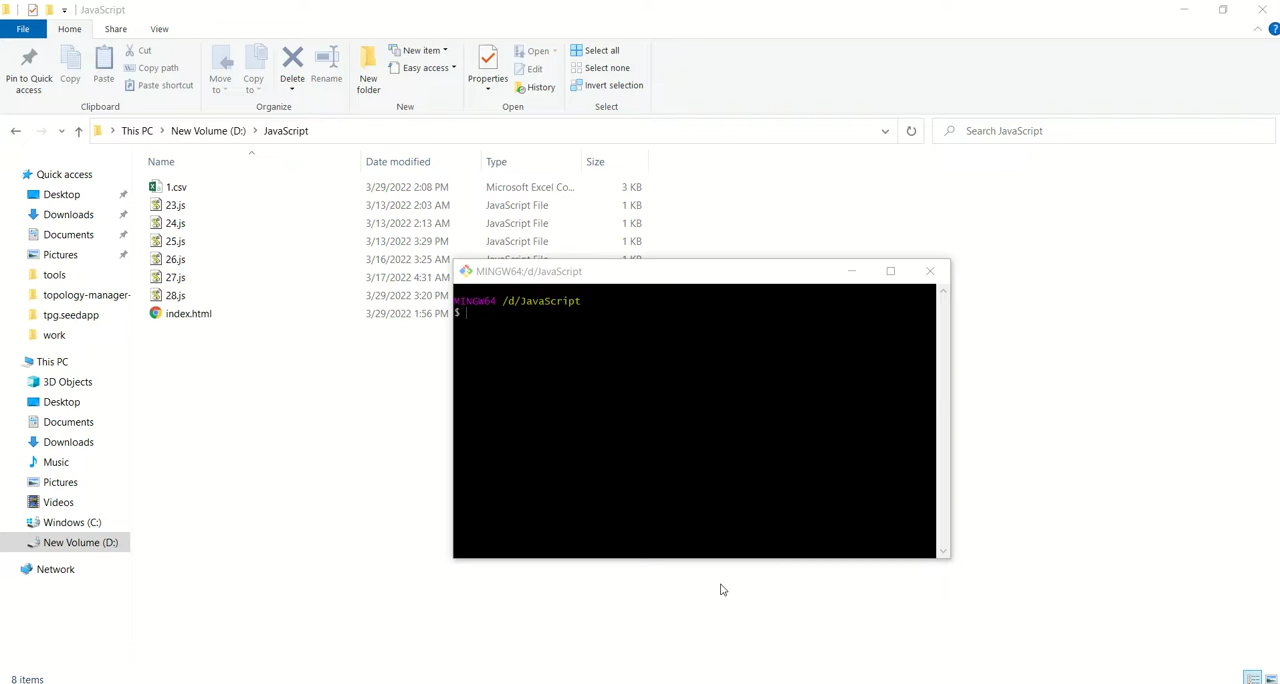 JavaScript
File Home Share View
Pin to Quick access
Copy
Paste
Cut
Copy path
Paste shortcut
Clipboard
Move to
Copy to
Delete
Rename
Organize
New folder
New item
Easy access
New
Properties
Open
Edit
History
Open
Select all
Select none
Invert selection
Select
This PC New Volume (D:) JavaScript
Search JavaScript
Name Date modified Type Size
1.csv 3/29/2022 2:08 PM Microsoft Excel Co... 3 KB
23.js 3/13/2022 2:03 AM JavaScript File 1 KB
24.js 3/13/2022 2:13 AM JavaScript File 1 KB
25.js 3/13/2022 3:29 PM JavaScript File 1 KB
26.js 3/16/2022 3:25 AM
27.js 3/17/2022 4:31 AM
28.js 3/29/2022 3:20 PM
index.html 3/29/2022 1:56 PM
Quick access
Desktop
Downloads
Documents
Pictures
tools
topology-manager-
tpg.seedapp
work
This PC
3D Objects
Desktop
Documents
Downloads
Music
Pictures
Videos
Windows (C:)
New Volume (D:)
Network
MINGW64:/d/JavaScript
MINGW64 /d/JavaScript
$
8 items